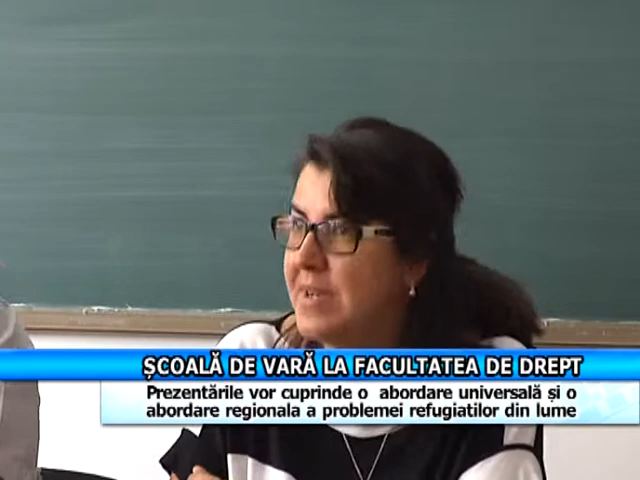 ȘCOALĂ DE VARĂ LA FACULTATEA DE DREPT
Prezentările vor cuprinde o abordare universală și o
abordare regionala a problemei refugiatilor din lume